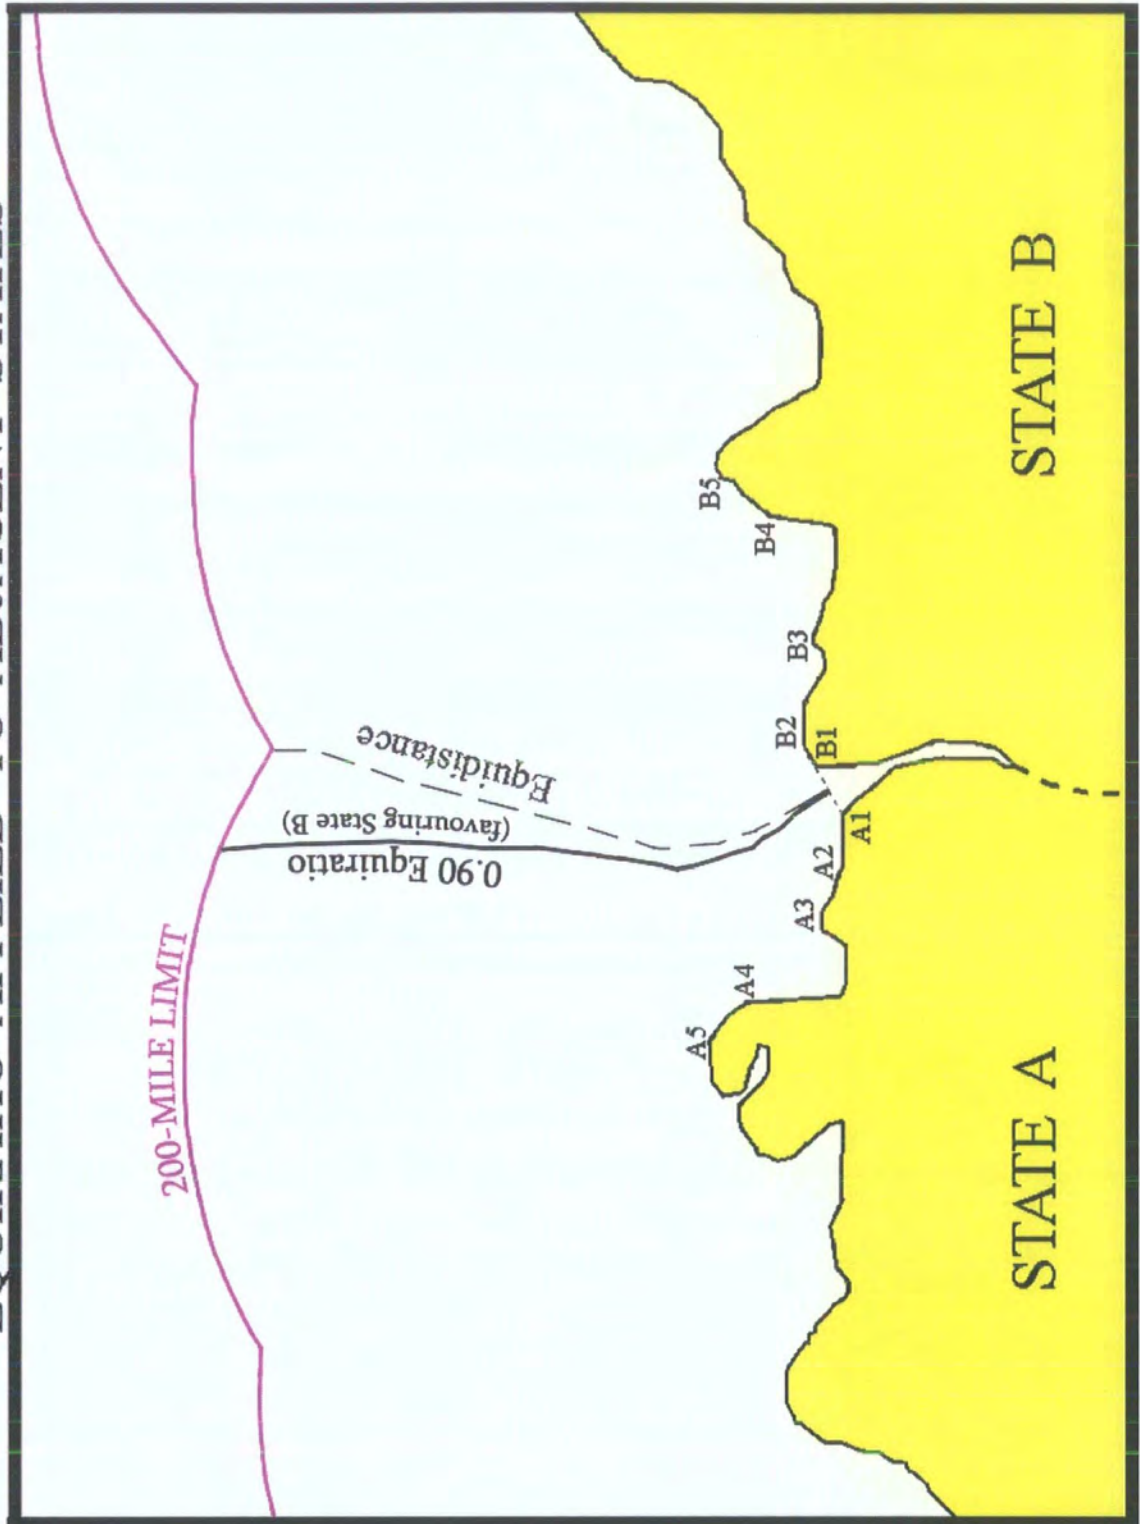 200-MILE LIMIT
Equidistance
0.90 Equiratio
(favouring State B)
A5
A4
A3
A2
A1
B1
B2
B3
B4
B5
STATE A
STATE B